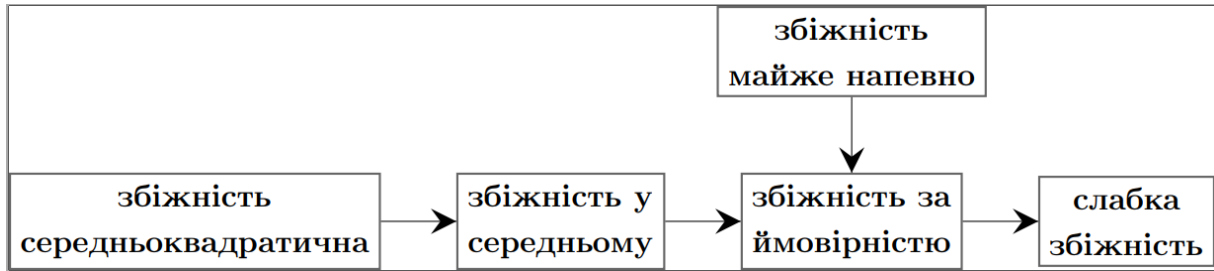 збіжність
майже напевно
збіжність
середньоквадратична
збіжність у
середньому
збіжність за
ймовірністю
слабка
збіжність